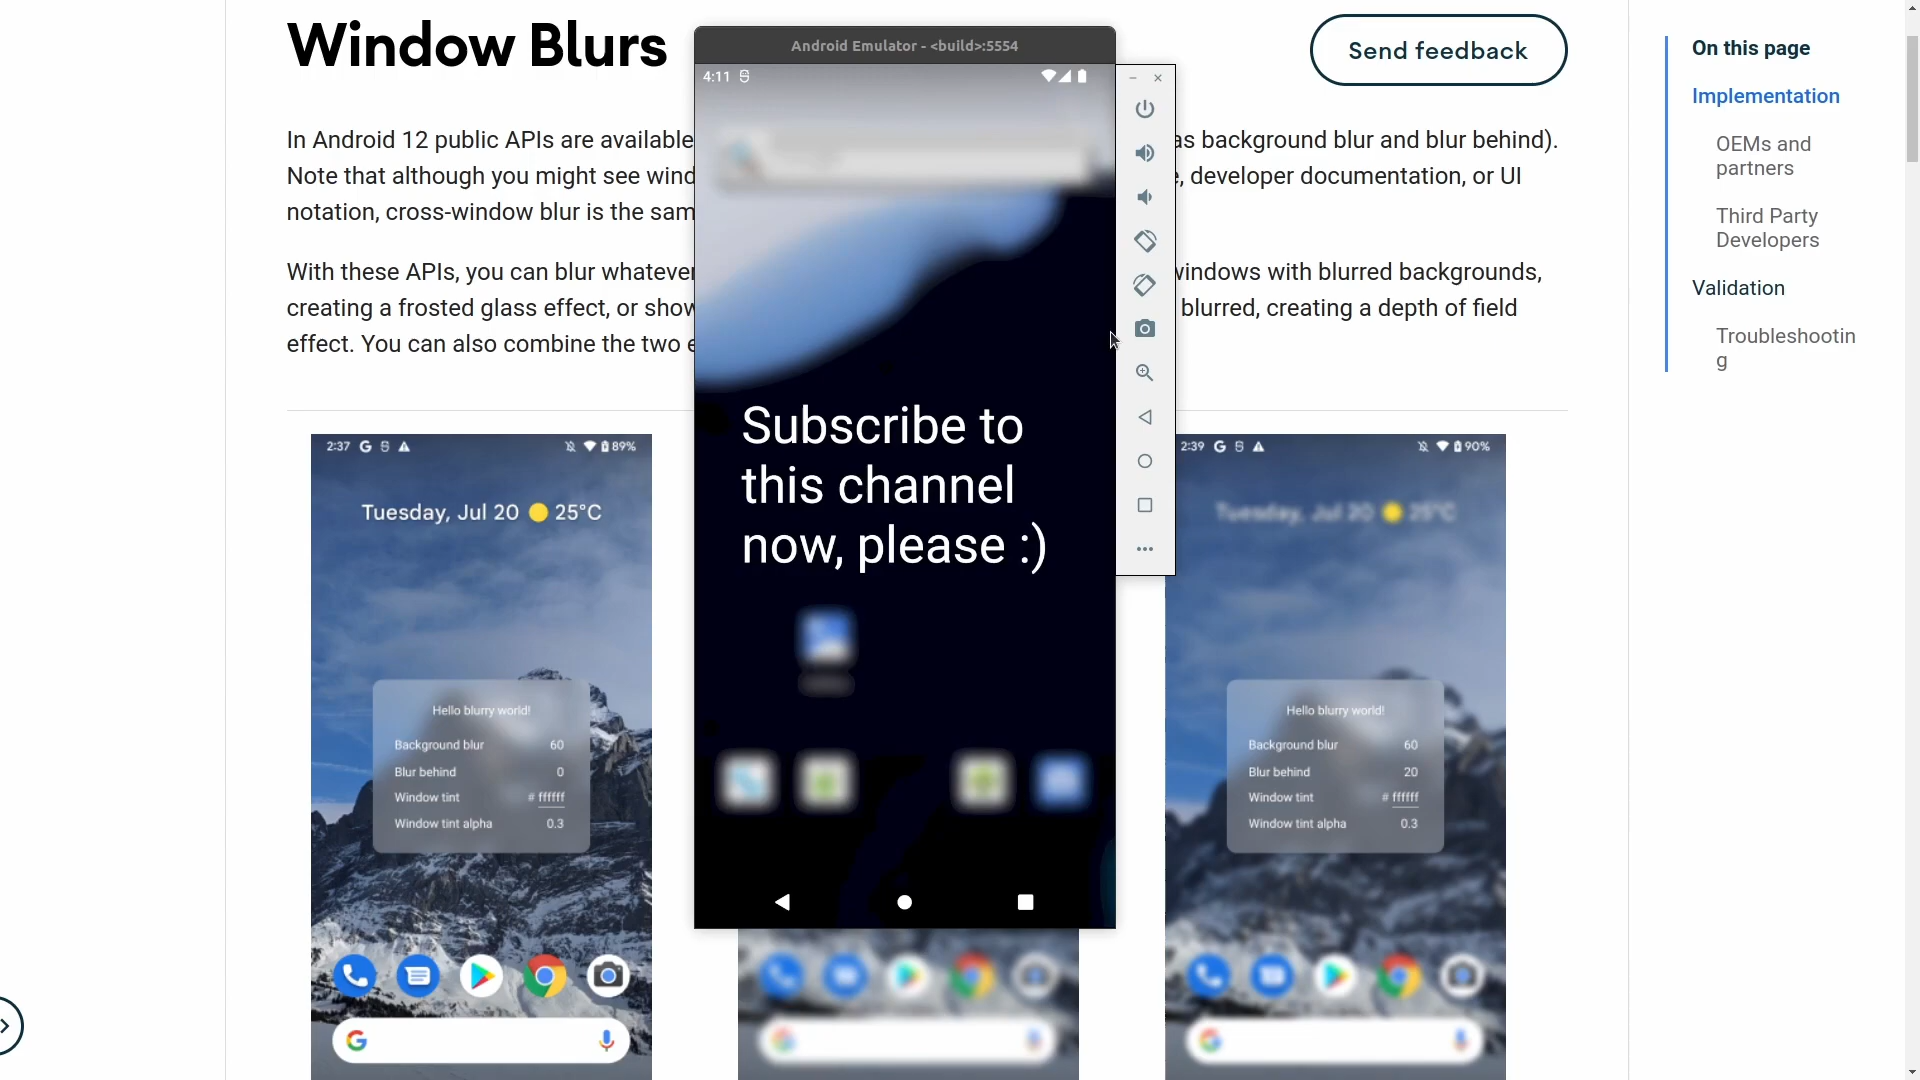 Window Blurs
Send feedback
In Android 12 public APIs are available
as background blur and blur behind).
Note that although you might see wind
, developer documentation, or UI
notation, cross-window blur is the sam
With these APIs, you can blur whatever
windows with blurred backgrounds,
creating a frosted glass effect, or show
blurred, creating a depth of field
effect. You can also combine the two e
On this page
Implementation
OEMs and
partners
Third Party
Developers
Validation
Troubleshootin
g
Android Emulator - <build>:5554
4:11
Subscribe to
this channel
now, please :)
2:37
89%
Tuesday, Jul 20 25°C
Hello blurry world!
Background blur 60
Blur behind 0
Window tint # ffffff
Window tint alpha 0.3
2:39
90%
Tuesday, Jul 20 25°C
Hello blurry world!
Background blur 60
Blur behind 20
Window tint # ffffff
Window tint alpha 0.3